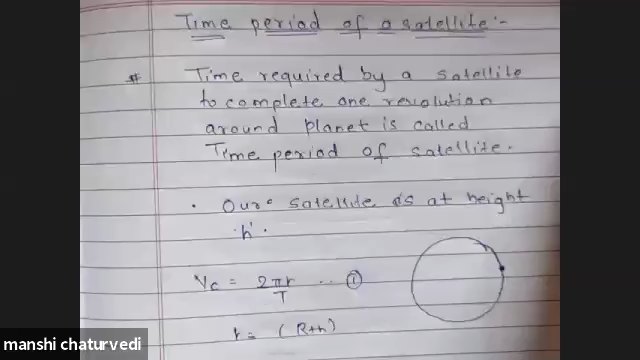 Time period of a satellite :-
# Time required by a satellite
to complete one revolution
around planet is called
Time period of satellite.
• Our satellite is at height
'h'.
Vc = 2πr / T ... ①
r = (R+h)
manshi chaturvedi